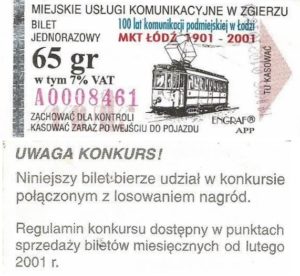 MIEJSKIE USŁUGI KOMUNIKACYJNE W ZGIERZU
BILET
JEDNORAZOWY
100 lat komunikacji podmiejskiej w Łodzi
MKT ŁÓDŹ 1901 - 2001
65 gr
w tym 7% VAT
A0008461
ZACHOWAĆ DLA KONTROLI
KASOWAĆ ZARAZ PO WEJŚCIU DO POJAZDU
ENGRAF®
APP
TU KASOWAĆ
UWAGA KONKURS!
Niniejszy bilet bierze udział w konkursie
połączonym z losowaniem nagród.
Regulamin konkursu dostępny w punktach
sprzedaży biletów miesięcznych od lutego
2001 r.